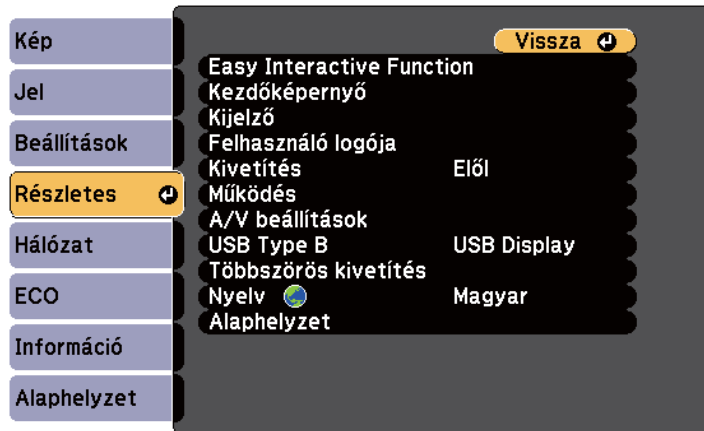 Kép
Jel
Beállítások
Részletes
Hálózat
ECO
Információ
Alaphelyzet
Vissza
Easy Interactive Function
Kezdőképernyő
Kijelző
Felhasználó logója
Kivetítés Elől
Működés
A/V beállítások
USB Type B USB Display
Többszörös kivetítés
Nyelv Magyar
Alaphelyzet